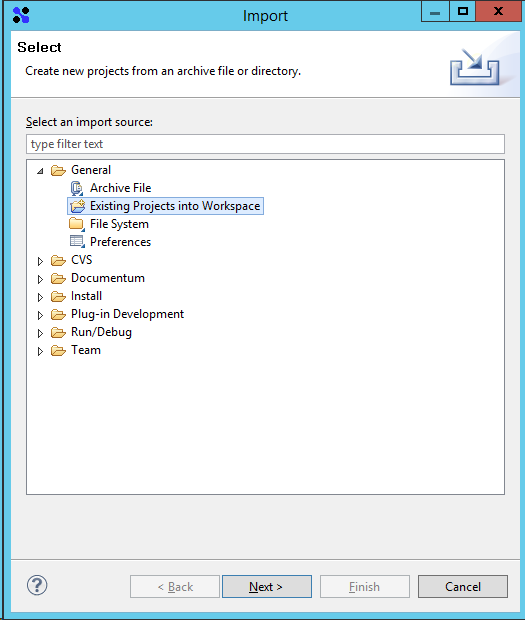 Import
X
Select
Create new projects from an archive file or directory.
Select an import source:
type filter text
General
Archive File
Existing Projects into Workspace
File System
Preferences
CVS
Documentum
Install
Plug-in Development
Run/Debug
Team
?
< Back
Next >
Finish
Cancel